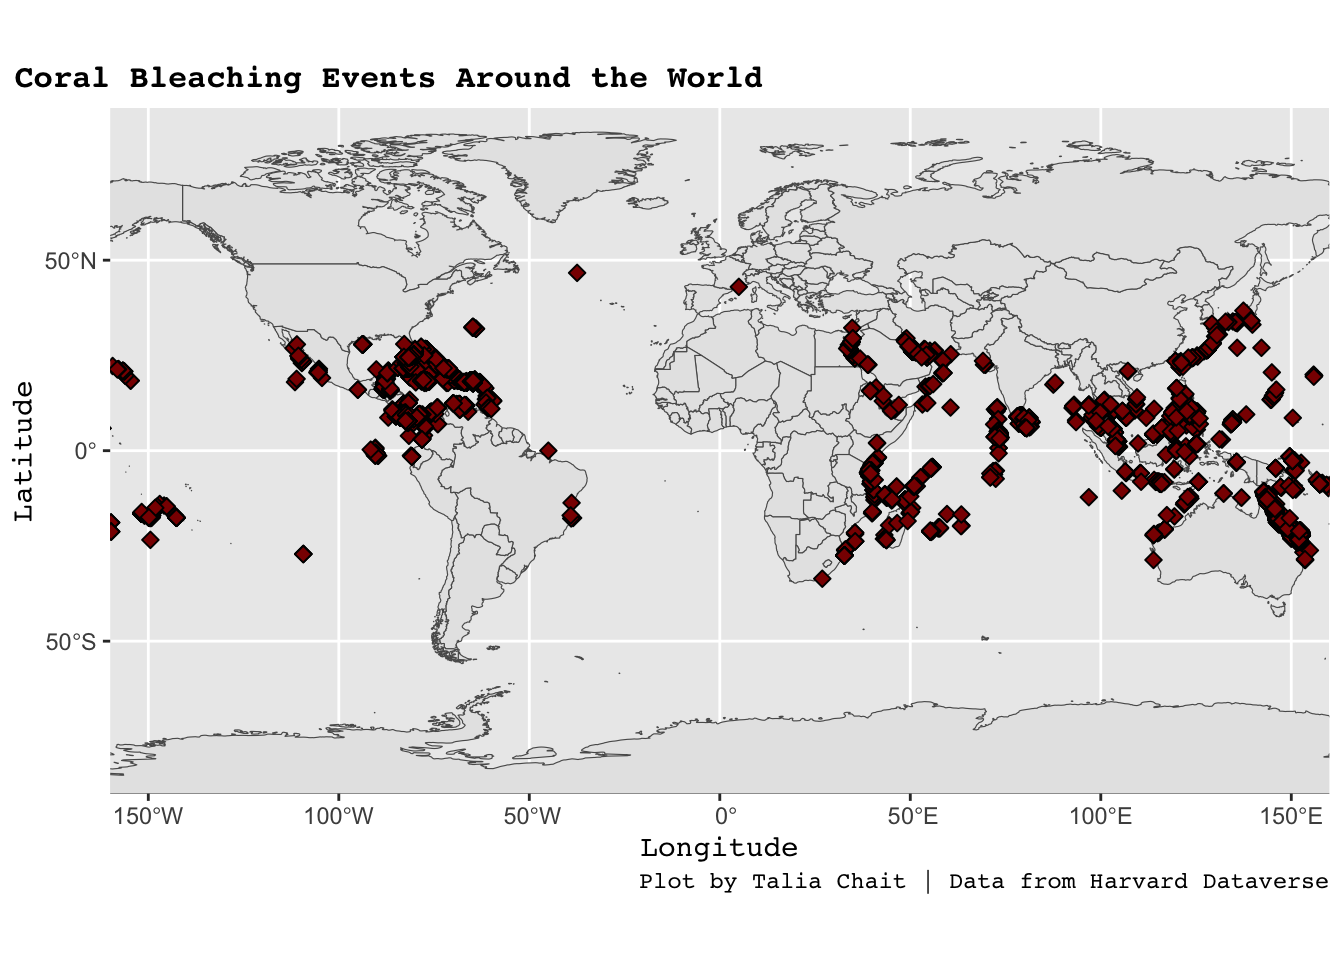 Coral Bleaching Events Around the World
Latitude
50°N
0°
50°S
150°W 100°W 50°W 0° 50°E 100°E 150°E
Longitude
Plot by Talia Chait | Data from Harvard Dataverse